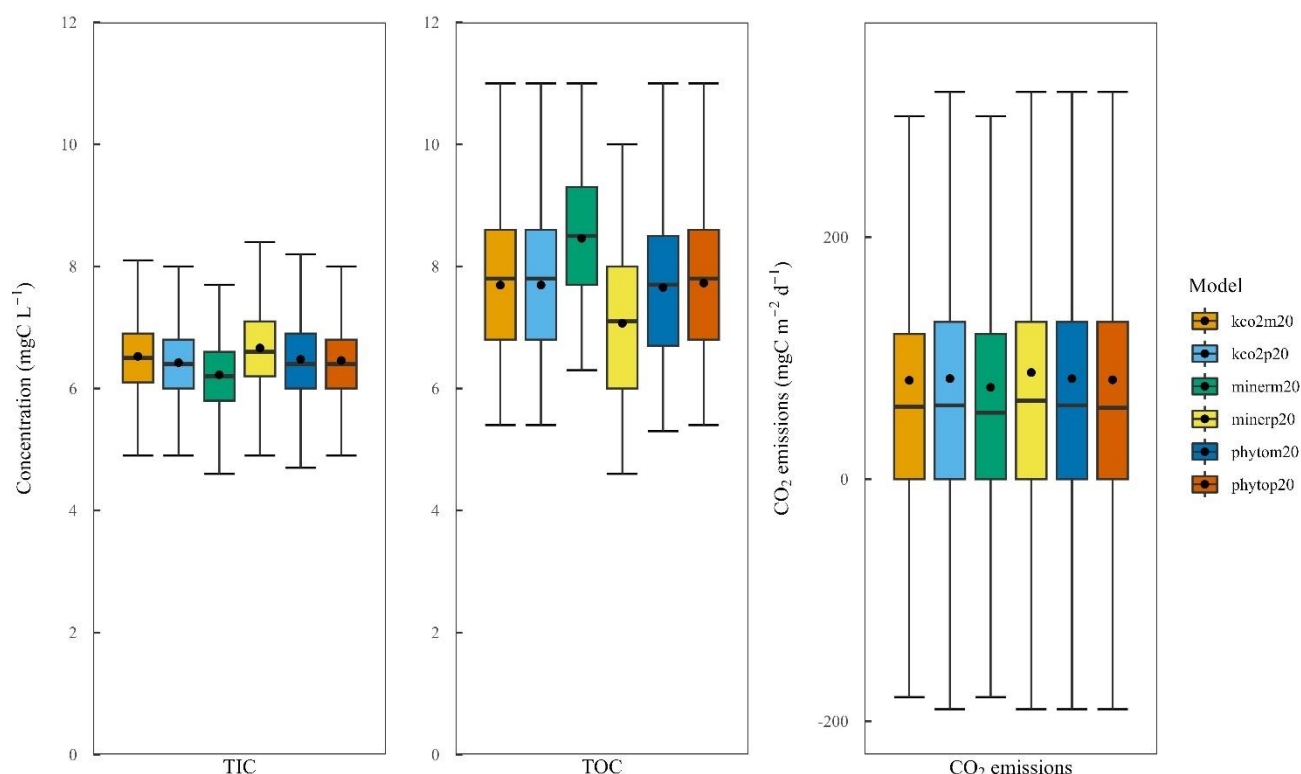 Concentration (mgC L⁻¹)
12
10
8
6
4
2
0
TIC
12
10
8
6
4
2
0
TOC
CO₂ emissions (mgC m⁻² d⁻¹)
200
0
-200
CO₂ emissions
Model
kco2m20
kco2p20
minerm20
minerp20
phytom20
phytop20